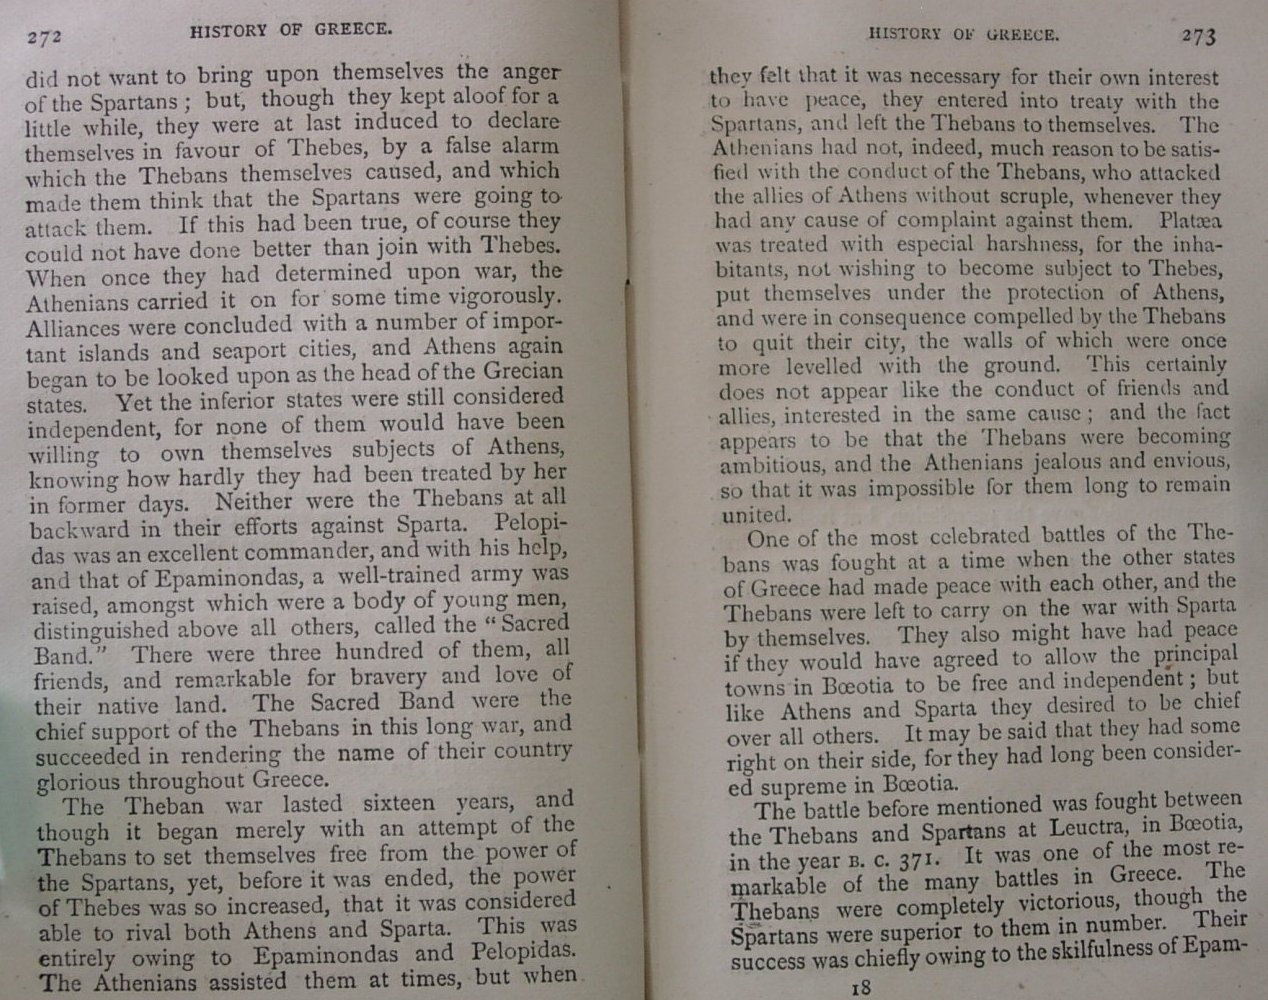 272 HISTORY OF GREECE.
did not want to bring upon themselves the anger
of the Spartans ; but, though they kept aloof for a
little while, they were at last induced to declare
themselves in favour of Thebes, by a false alarm
which the Thebans themselves caused, and which
made them think that the Spartans were going to
attack them. If this had been true, of course they
could not have done better than join with Thebes.
When once they had determined upon war, the
Athenians carried it on for some time vigorously.
Alliances were concluded with a number of impor-
tant islands and seaport cities, and Athens again
began to be looked upon as the head of the Grecian
states. Yet the inferior states were still considered
independent, for none of them would have been
willing to own themselves subjects of Athens,
knowing how hardly they had been treated by her
in former days. Neither were the Thebans at all
backward in their efforts against Sparta. Pelopi-
das was an excellent commander, and with his help,
and that of Epaminondas, a well-trained army was
raised, amongst which were a body of young men,
distinguished above all others, called the “Sacred
Band.” There were three hundred of them, all
friends, and remarkable for bravery and love of
their native land. The Sacred Band were the
chief support of the Thebans in this long war, and
succeeded in rendering the name of their country
glorious throughout Greece.
The Theban war lasted sixteen years, and
though it began merely with an attempt of the
Thebans to set themselves free from the power of
the Spartans, yet, before it was ended, the power
of Thebes was so increased, that it was considered
able to rival both Athens and Sparta. This was
entirely owing to Epaminondas and Pelopidas.
The Athenians assisted them at times, but when
HISTORY OF GREECE. 273
they felt that it was necessary for their own interest
to have peace, they entered into treaty with the
Spartans, and left the Thebans to themselves. The
Athenians had not, indeed, much reason to be satis-
fied with the conduct of the Thebans, who attacked
the allies of Athens without scruple, whenever they
had any cause of complaint against them. Platæa
was treated with especial harshness, for the inha-
bitants, not wishing to become subject to Thebes,
put themselves under the protection of Athens,
and were in consequence compelled by the Thebans
to quit their city, the walls of which were once
more levelled with the ground. This certainly
does not appear like the conduct of friends and
allies, interested in the same cause ; and the fact
appears to be that the Thebans were becoming
ambitious, and the Athenians jealous and envious,
so that it was impossible for them long to remain
united.
One of the most celebrated battles of the The-
bans was fought at a time when the other states
of Greece had made peace with each other, and the
Thebans were left to carry on the war with Sparta
by themselves. They also might have had peace
if they would have agreed to allow the principal
towns in Bœotia to be free and independent ; but
like Athens and Sparta they desired to be chief
over all others. It may be said that they had some
right on their side, for they had long been consider-
ed supreme in Bœotia.
The battle before mentioned was fought between
the Thebans and Spartans at Leuctra, in Bœotia,
in the year B. C. 371. It was one of the most re-
markable of the many battles in Greece. The
Thebans were completely victorious, though the
Spartans were superior to them in number. Their
success was chiefly owing to the skilfulness of Epam-
18